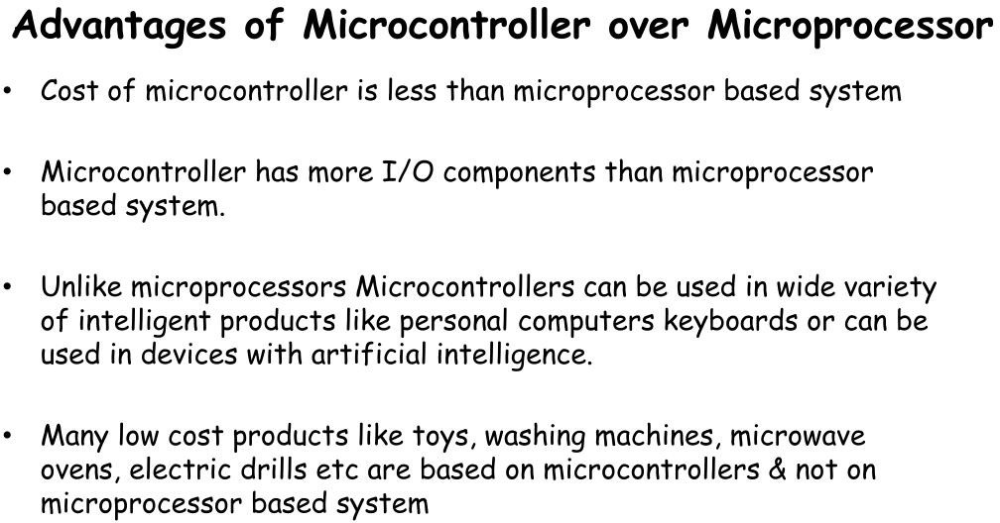 Advantages of Microcontroller over Microprocessor
• Cost of microcontroller is less than microprocessor based system
• Microcontroller has more I/O components than microprocessor
based system.
• Unlike microprocessors Microcontrollers can be used in wide variety
of intelligent products like personal computers keyboards or can be
used in devices with artificial intelligence.
• Many low cost products like toys, washing machines, microwave
ovens, electric drills etc are based on microcontrollers & not on
microprocessor based system